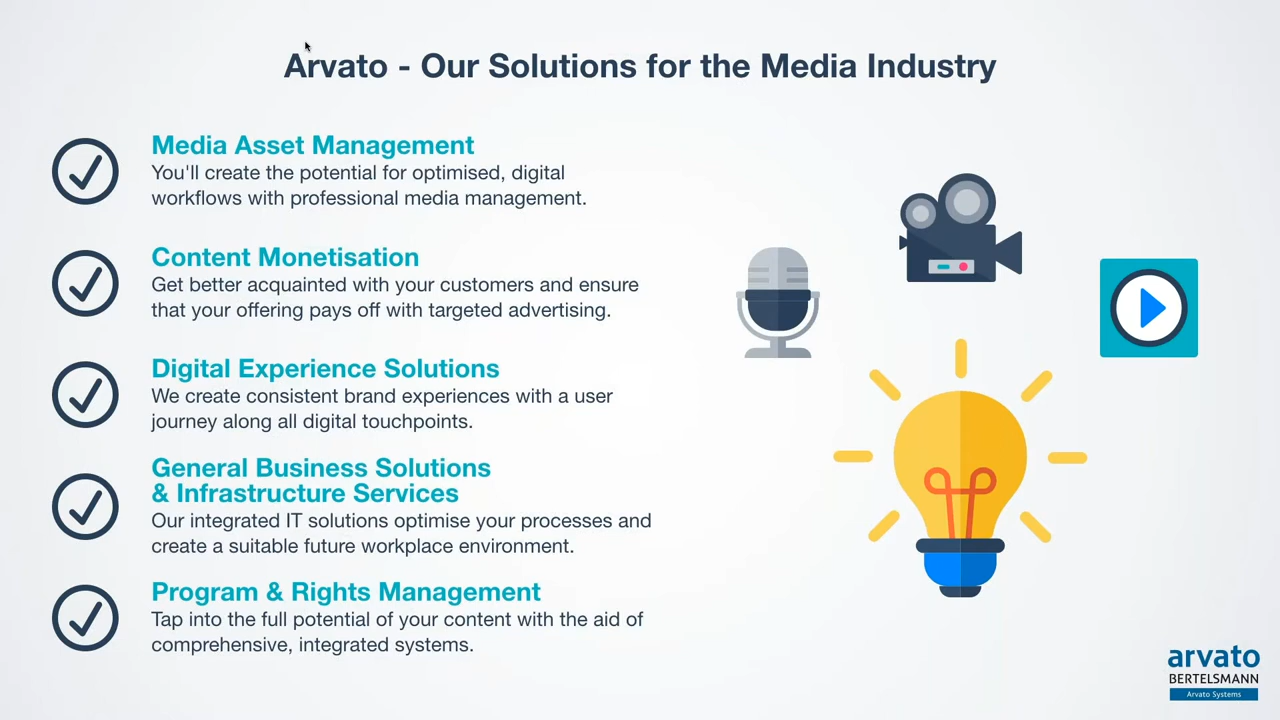 Arvato - Our Solutions for the Media Industry
Media Asset Management
You'll create the potential for optimised, digital
workflows with professional media management.
Content Monetisation
Get better acquainted with your customers and ensure
that your offering pays off with targeted advertising.
Digital Experience Solutions
We create consistent brand experiences with a user
journey along all digital touchpoints.
General Business Solutions
& Infrastructure Services
Our integrated IT solutions optimise your processes and
create a suitable future workplace environment.
Program & Rights Management
Tap into the full potential of your content with the aid of
comprehensive, integrated systems.
arvato
BERTELSMANN
Arvato Systems